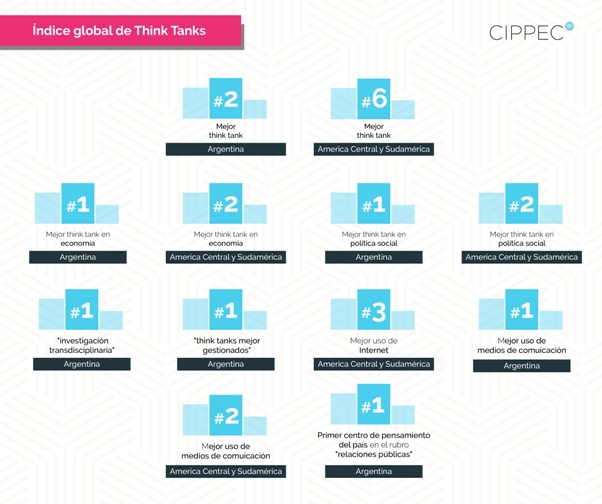 Índice global de Think Tanks
CIPPEC
#2
Mejor
think tank
Argentina
#6
Mejor
think tank
America Central y Sudamérica
#1
Mejor think tank en
economía
Argentina
#2
Mejor think tank en
economía
America Central y Sudamérica
#1
Mejor think tank en
política social
Argentina
#2
Mejor think tank en
política social
America Central y Sudamérica
#1
"investigación
transdisciplinaria"
Argentina
#1
"think tanks mejor
gestionados"
Argentina
#3
Mejor uso de
Internet
America Central y Sudamérica
#1
Mejor uso de
medios de comuicación
Argentina
#2
Mejor uso de
medios de comuicación
America Central y Sudamérica
#1
Primer centro de pensamiento
del país en el rubro
"relaciones públicas"
Argentina